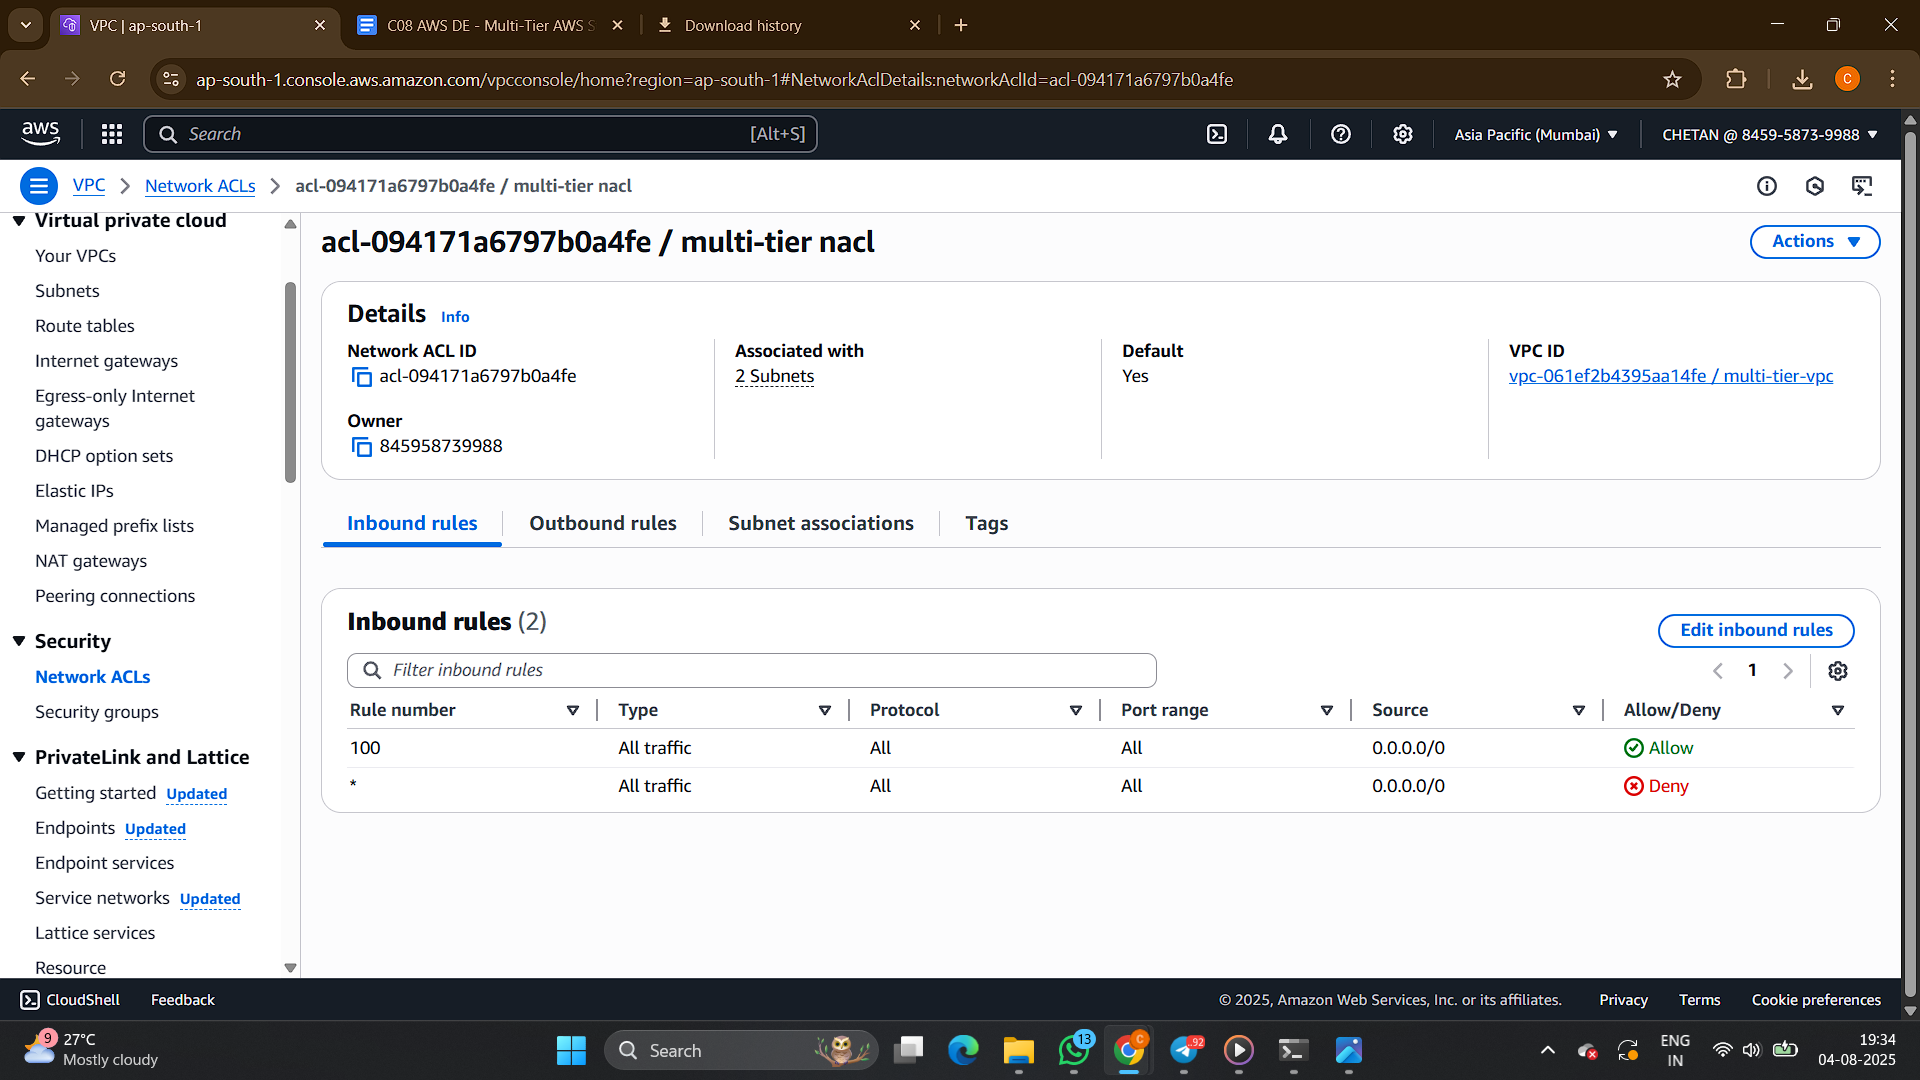 VPC | ap-south-1
C08 AWS DE - Multi-Tier AWS S
Download history
ap-south-1.console.aws.amazon.com/vpcconsole/home?region=ap-south-1#NetworkAclDetails:networkAclId=acl-094171a6797b0a4fe
C
aws
Search
[Alt+S]
Asia Pacific (Mumbai)
CHETAN @ 8459-5873-9988
VPC
Network ACLs
acl-094171a6797b0a4fe / multi-tier nacl
Virtual private cloud
Your VPCs
Subnets
Route tables
Internet gateways
Egress-only Internet
gateways
DHCP option sets
Elastic IPs
Managed prefix lists
NAT gateways
Peering connections
Security
Network ACLs
Security groups
PrivateLink and Lattice
Getting started Updated
Endpoints Updated
Endpoint services
Service networks Updated
Lattice services
Resource
acl-094171a6797b0a4fe / multi-tier nacl
Actions
Details Info
Network ACL ID
acl-094171a6797b0a4fe
Associated with
2 Subnets
Default
Yes
VPC ID
vpc-061ef2b4395aa14fe / multi-tier-vpc
Owner
845958739988
Inbound rules
Outbound rules
Subnet associations
Tags
Inbound rules (2)
Edit inbound rules
Filter inbound rules
1
Rule number Type Protocol Port range Source Allow/Deny
100 All traffic All All 0.0.0.0/0 Allow
* All traffic All All 0.0.0.0/0 Deny
CloudShell
Feedback
© 2025, Amazon Web Services, Inc. or its affiliates.
Privacy
Terms
Cookie preferences
9
27°C
Mostly cloudy
Search
13
C
92
ENG
IN
19:34
04-08-2025